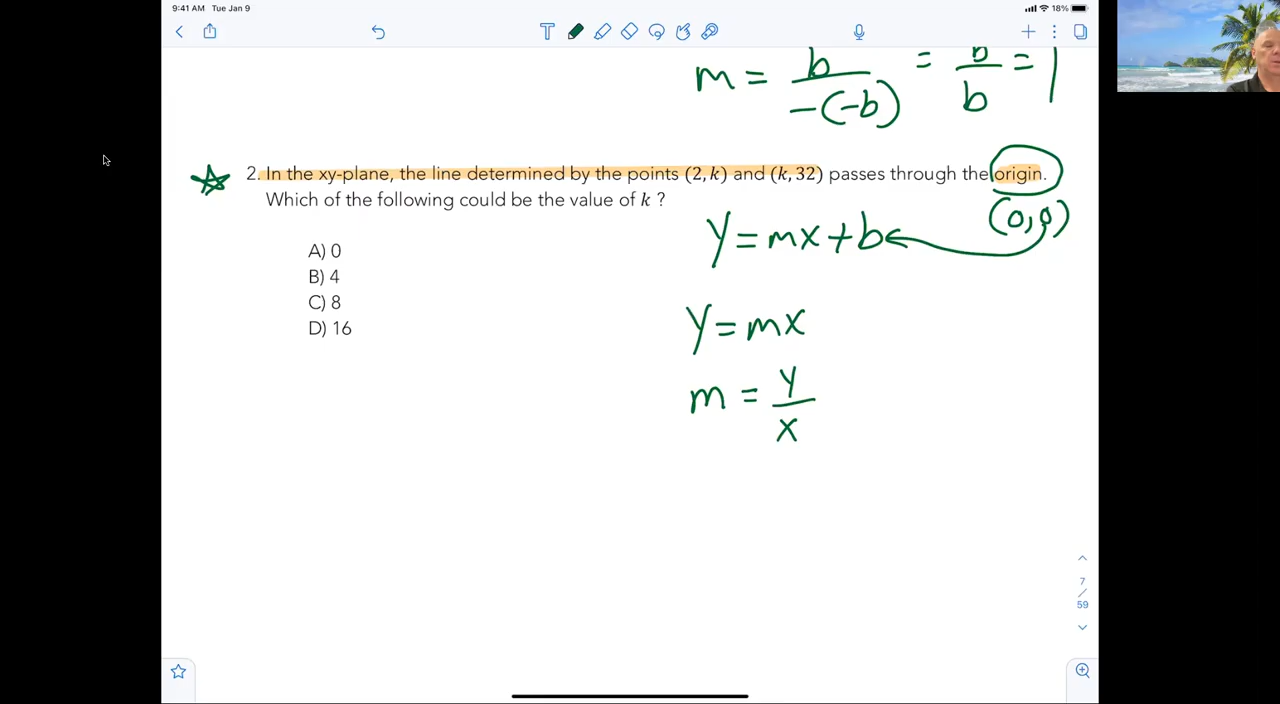 9:41 AM Tue Jan 9
18%
m = b / -(-b) = b / b = 1
2. In the xy-plane, the line determined by the points (2, k) and (k, 32) passes through the origin.
Which of the following could be the value of k ?
(0,0)
y = mx + b
A) 0
B) 4
C) 8
D) 16
y = mx
m = y / x
7
/
59